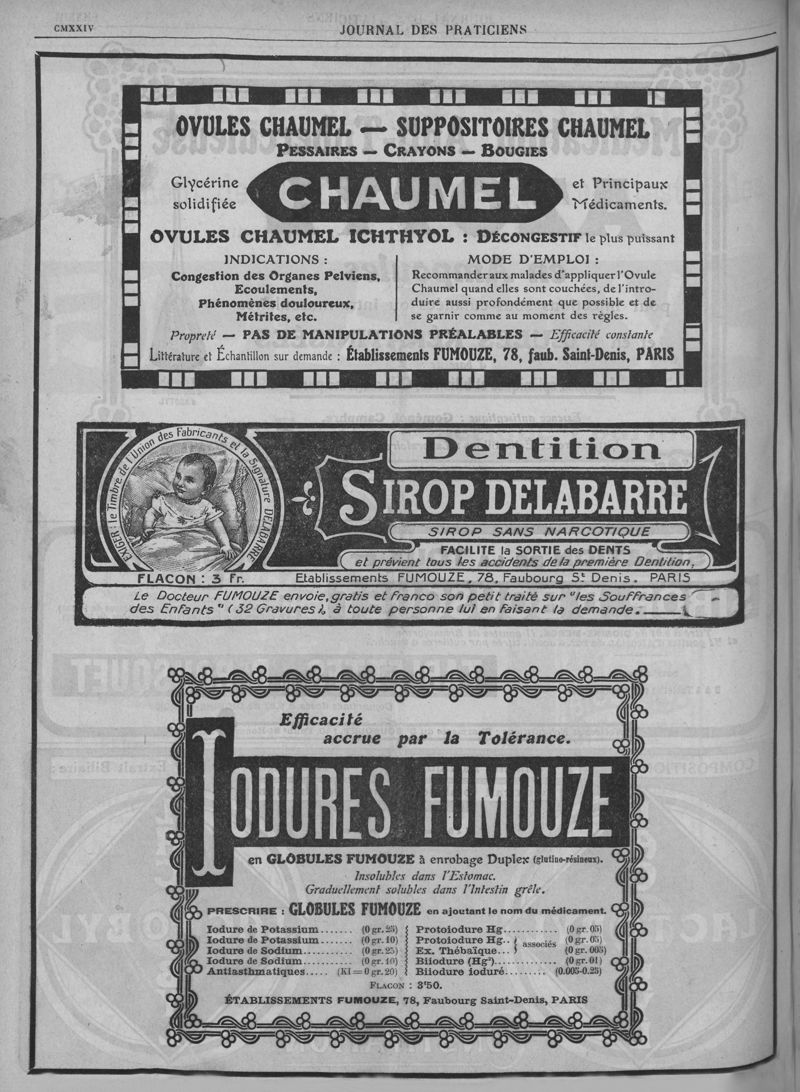 CMXXIV
JOURNAL DES PRATICIENS
OVULES CHAUMEL — SUPPOSITOIRES CHAUMEL
PESSAIRES — CRAYONS — BOUGIES
Glycérine
solidifiée
CHAUMEL
et Principaux
Médicaments.
OVULES CHAUMEL ICHTHYOL : DÉCONGESTIF le plus puissant
INDICATIONS :
Congestion des Organes Pelviens,
Ecoulements,
Phénomènes douloureux,
Métrites, etc.
MODE D'EMPLOI :
Recommander aux malades d'appliquer l'Ovule
Chaumel quand elles sont couchées, de l'intro-
duire aussi profondément que possible et de
se garnir comme au moment des règles.
Propreté — PAS DE MANIPULATIONS PRÉALABLES — Efficacité constante
Littérature et Échantillon sur demande : Établissements FUMOUZE, 78, faub. Saint-Denis, PARIS
EXIGER : le Timbre de l'Union des Fabricants et la Signature DELABARRE
Dentition
SIROP DELABARRE
SIROP SANS NARCOTIQUE
FACILITE la SORTIE des DENTS
et prévient tous les accidents de la première Dentition,
FLACON : 3 Fr.
Etablissements FUMOUZE, 78, Faubourg St Denis. PARIS
Le Docteur FUMOUZE envoie, gratis et franco son petit traité sur "les Souffrances
des Enfants" (32 Gravures), à toute personne lui en faisant la demande.
Efficacité
accrue par la Tolérance.
IODURES FUMOUZE
en GLOBULES FUMOUZE à enrobage Duplex (glutino-résineux).
Insolubles dans l'Estomac.
Graduellement solubles dans l'Intestin grêle.
PRESCRIRE : GLOBULES FUMOUZE en ajoutant le nom du médicament.
Iodure de Potassium....... (0 gr. 25)
Iodure de Potassium....... (0 gr. 10)
Iodure de Sodium.......... (0 gr. 25)
Iodure de Sodium.......... (0 gr. 10)
Antiasthmatiques..... (KI = 0 gr. 20)
Protoiodure Hg........... (0 gr. 05)
Protoiodure Hg.. } associés (0 gr. 05)
Ex. Thébaïque... } (0 gr. 005)
Biiodure (Hg²)............. (0 gr. 01)
Biiodure ioduré......... (0.005-0.25)
FLACON : 3'50.
ÉTABLISSEMENTS FUMOUZE, 78, Faubourg Saint-Denis, PARIS